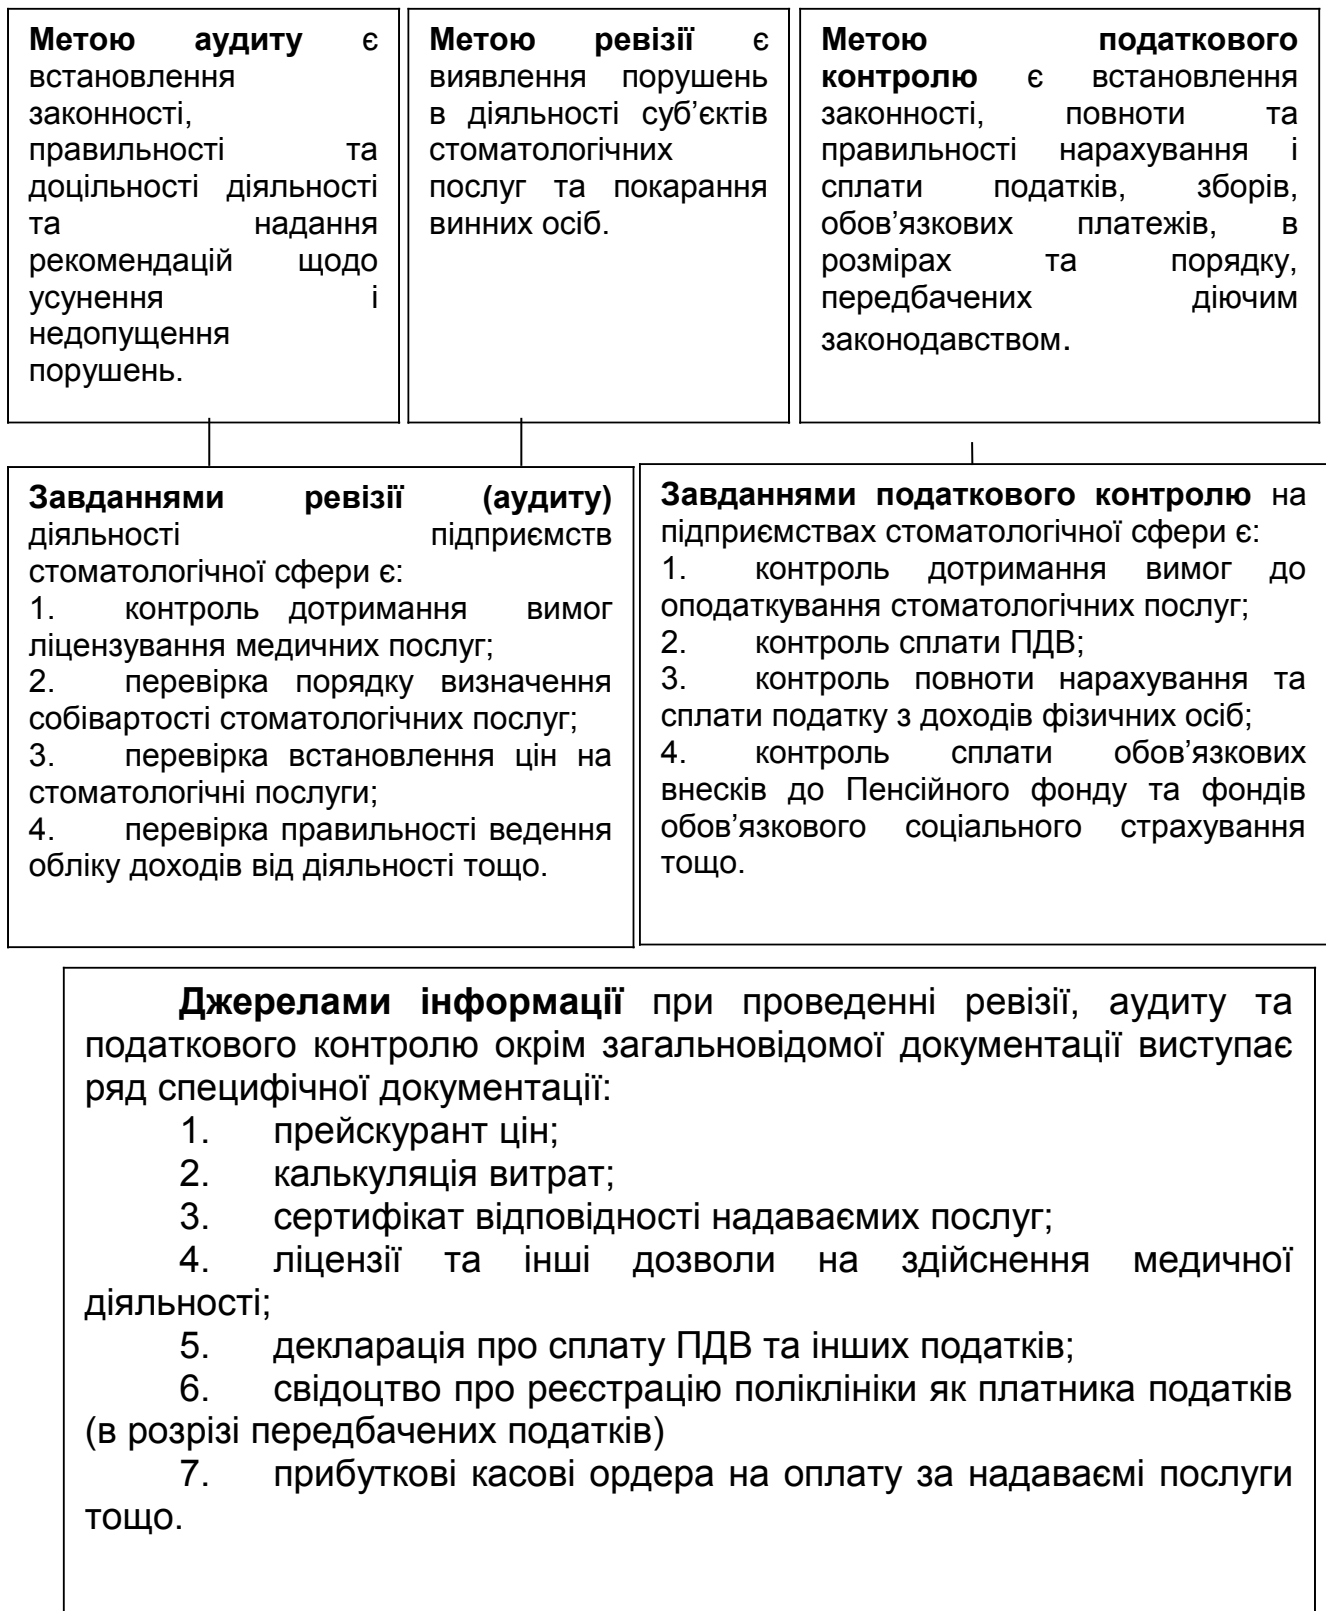 Метою аудиту є
встановлення
законності,
правильності та
доцільності діяльності
та надання
рекомендацій щодо
усунення і
недопущення
порушень.
Метою ревізії є
виявлення порушень
в діяльності суб’єктів
стоматологічних
послуг та покарання
винних осіб.
Метою податкового
контролю є встановлення
законності, повноти та
правильності нарахування і
сплати податків, зборів,
обов’язкових платежів, в
розмірах та порядку,
передбачених діючим
законодавством.
Завданнями ревізії (аудиту)
діяльності підприємств
стоматологічної сфери є:
1. контроль дотримання вимог
ліцензування медичних послуг;
2. перевірка порядку визначення
собівартості стоматологічних послуг;
3. перевірка встановлення цін на
стоматологічні послуги;
4. перевірка правильності ведення
обліку доходів від діяльності тощо.
Завданнями податкового контролю на
підприємствах стоматологічної сфери є:
1. контроль дотримання вимог до
оподаткування стоматологічних послуг;
2. контроль сплати ПДВ;
3. контроль повноти нарахування та
сплати податку з доходів фізичних осіб;
4. контроль сплати обов’язкових
внесків до Пенсійного фонду та фондів
обов’язкового соціального страхування
тощо.
Джерелами інформації при проведенні ревізії, аудиту та
податкового контролю окрім загальновідомої документації виступає
ряд специфічної документації:
1. прейскурант цін;
2. калькуляція витрат;
3. сертифікат відповідності надаваємих послуг;
4. ліцензії та інші дозволи на здійснення медичної
діяльності;
5. декларація про сплату ПДВ та інших податків;
6. свідоцтво про реєстрацію поліклініки як платника податків
(в розрізі передбачених податків)
7. прибуткові касові ордера на оплату за надаваємі послуги
тощо.